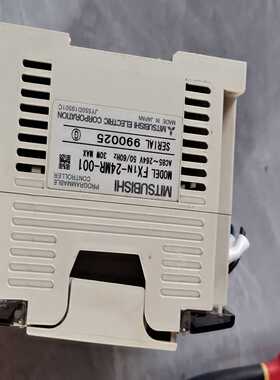 MITSUBISHI
PROGRAMMABLE
CONTROLLER
MODEL FX1N-24MR-001
AC85~264V 50/60Hz 30W MAX
SERIAL 990025
MITSUBISHI ELECTRIC CORPORATION
MADE IN JAPAN JY550D19501C